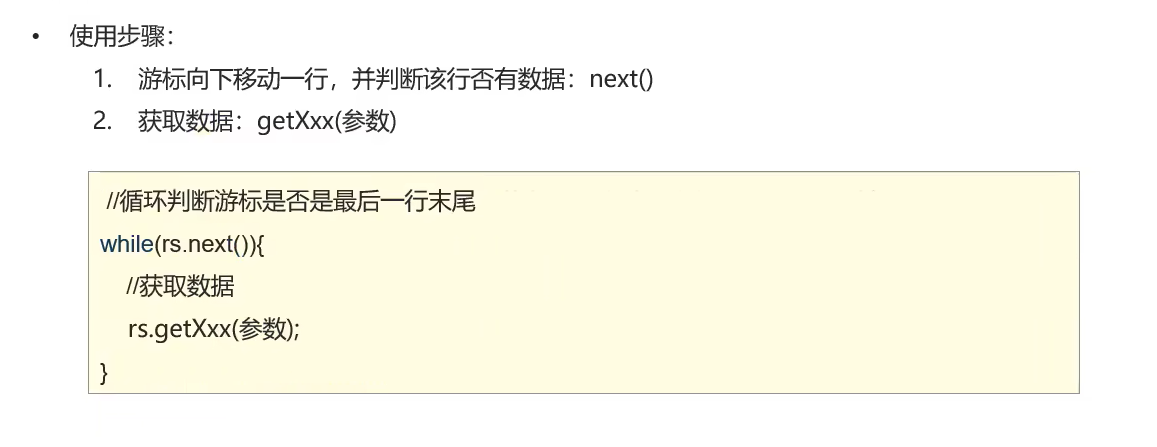 • 使用步骤：
1. 游标向下移动一行，并判断该行否有数据：next()
2. 获取数据：getXxx(参数)
//循环判断游标是否是最后一行末尾
while(rs.next()){
//获取数据
rs.getXxx(参数);
}